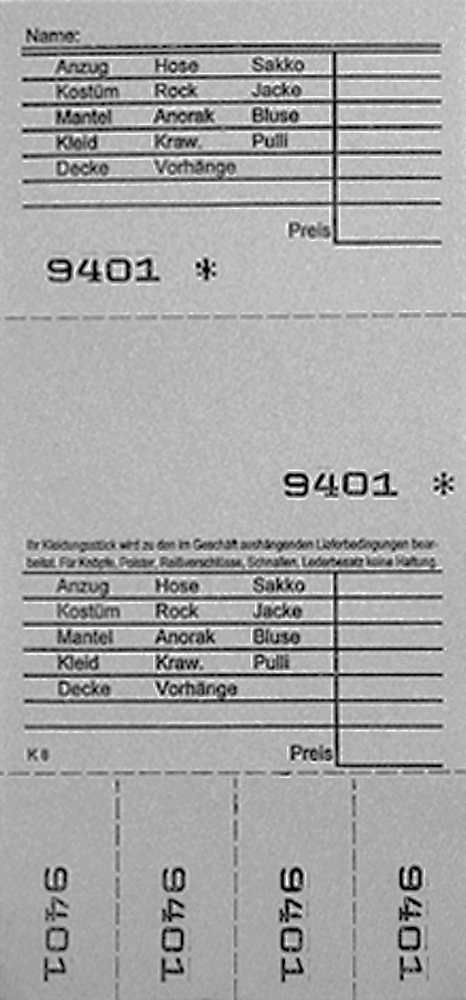 Name:
Anzug Hose Sakko
Kostüm Rock Jacke
Mantel Anorak Bluse
Kleid Kraw. Pulli
Decke Vorhänge
Preis
9401 *
9401 *
Ihr Kleidungsstück wird zu den im Geschäft aushängenden Lieferbedingungen bear-
beitet. Für Knöpfe, Polster, Reißverschlüsse, Schnallen, Lederbesatz keine Haftung.
Anzug Hose Sakko
Kostüm Rock Jacke
Mantel Anorak Bluse
Kleid Kraw. Pulli
Decke Vorhänge
K 8 Preis
9401 9401 9401 9401